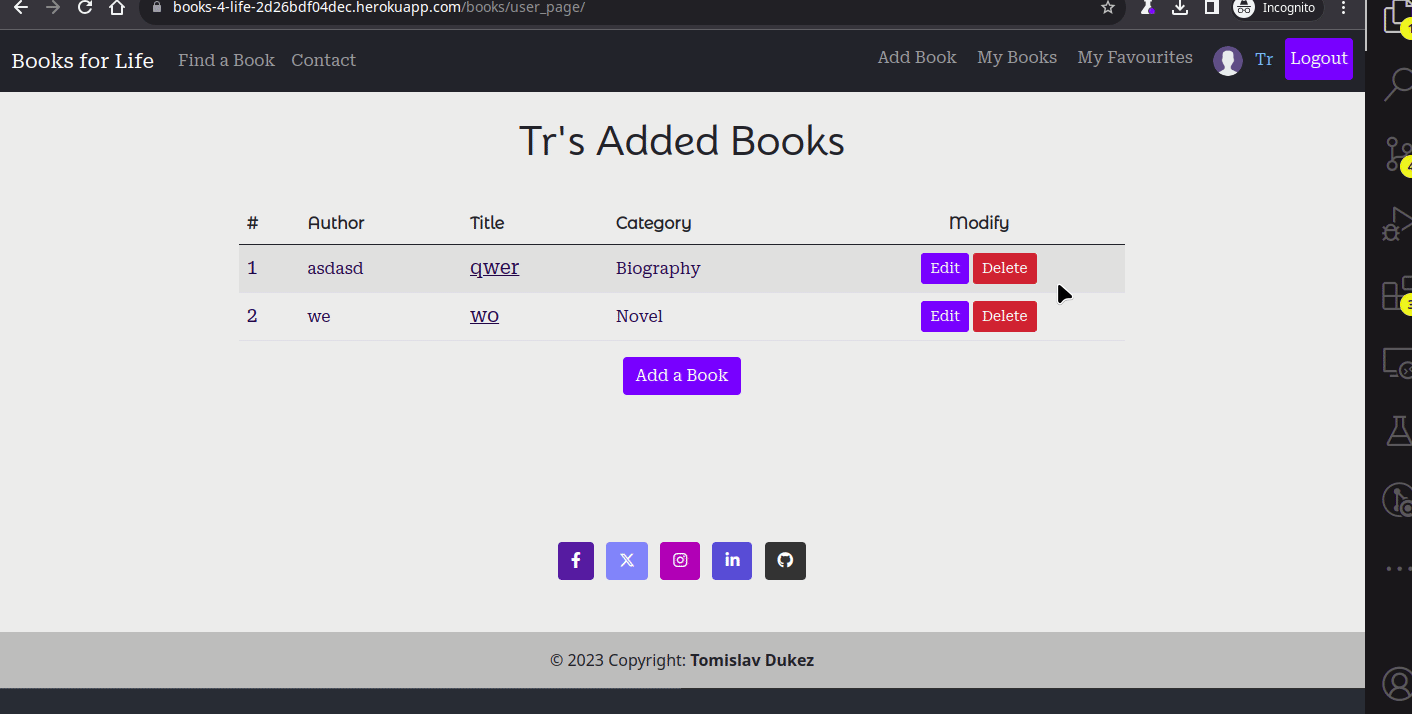 books-4-life-2d26bdf04dec.herokuapp.com/books/user_page/
Incognito
Books for Life Find a Book Contact Add Book My Books My Favourites Tr Logout
Tr's Added Books
# Author Title Category Modify
1 asdasd qwer Biography Edit Delete
2 we wo Novel Edit Delete
Add a Book
© 2023 Copyright: Tomislav Dukez